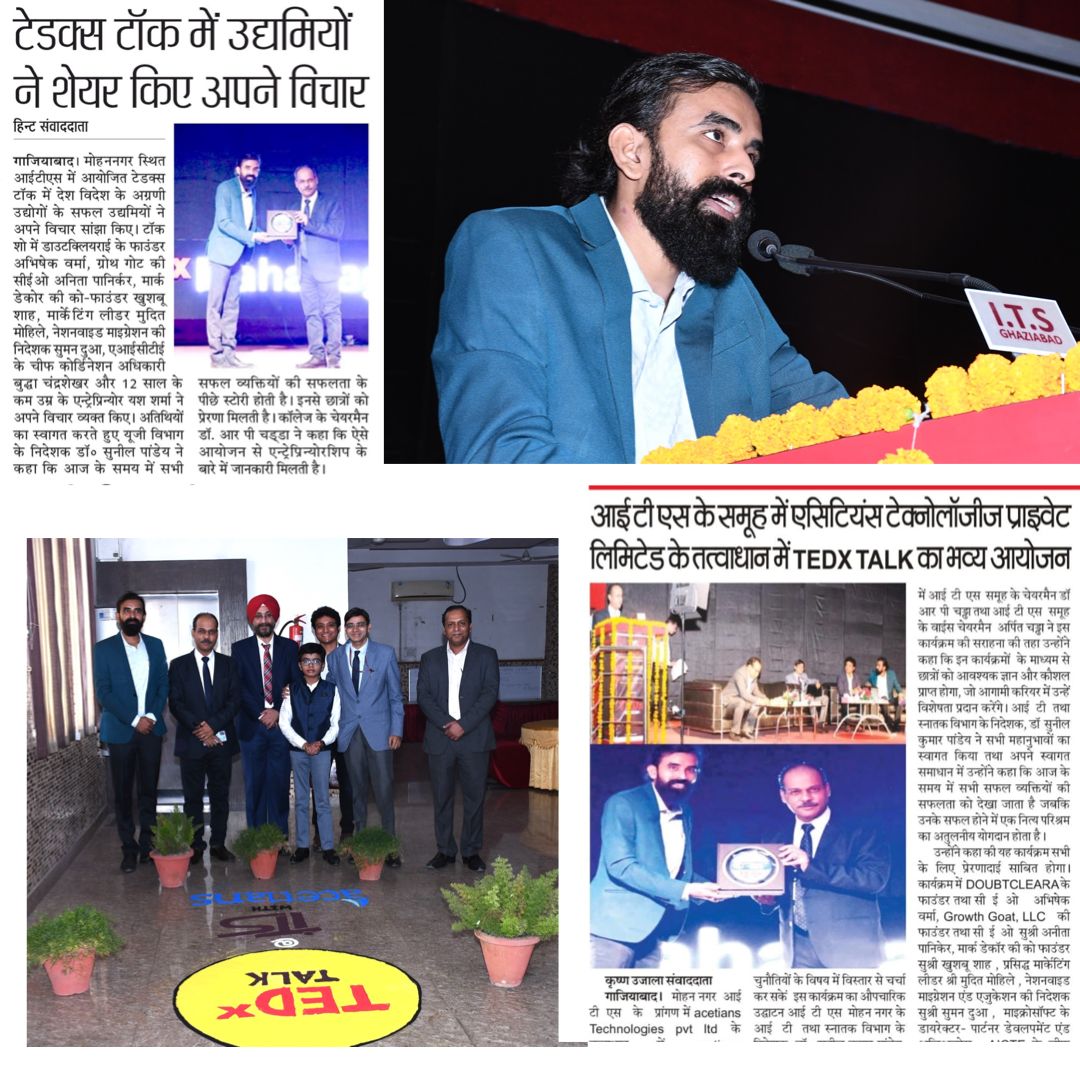 टेडक्स टॉक में उद्यमियों
ने शेयर किए अपने विचार
हिन्ट संवाददाता
गाजियाबाद। मोहननगर स्थित
आईटीएस में आयोजित टेडक्स
टॉक में देश विदेश के अग्रणी
उद्योगों के सफल उद्यमियों ने
अपने विचार सांझा किए। टॉक
शो में डाउटक्लियराई के फाउंडर
अभिषेक वर्मा, ग्रोथ गोट की
सीईओ अनिता पानिर्कर, मार्क
डेकोर की को-फाउंडर खुशबू
शाह, मार्केटिंग लीडर मुदित
मोहिले, नेशनवाइड माइग्रेशन की
निदेशक सुमन दुआ, एआईसीटीई
के चीफ कोर्डिनेशन अधिकारी
बुद्धा चंद्रशेखर और 12 साल के
कम उम्र के एन्ट्रेप्रिन्योर यश शर्मा ने
अपने विचार व्यक्त किए। अतिथियों
का स्वागत करते हुए यूजी विभाग
के निदेशक डॉ० सुनील पांडेय ने
कहा कि आज के समय में सभी
सफल व्यक्तियों की सफलता के
पीछे स्टोरी होती है। इनसे छात्रों को
प्रेरणा मिलती है। कॉलेज के चेयरमैन
डॉ. आर पी चड्डा ने कहा कि ऐसे
आयोजन से एन्ट्रेप्रिन्योरशिप के
बारे में जानकारी मिलती है।
I.T.S
GHAZIABAD
acetians
WITH
iTS
@
TEDx
TALK
आई टी एस के समूह में एसिटियंस टेक्नोलॉजीज प्राइवेट
लिमिटेड के तत्वाधान में TEDX TALK का भव्य आयोजन
कृष्ण उजाला संवाददाता
गाजियाबाद। मोहन नगर आई
टी एस के प्रांगण में acetians
Technologies pvt ltd के
चुनौतियों के विषय में विस्तार से चर्चा
कर सकें इस कार्यक्रम का औपचारिक
उद्घाटन आई टी एस मोहन नगर के
आई टी तथा स्नातक विभाग के
में आई टी एस समूह के चेयरमैन डॉ
आर पी चड्ढा तथा आई टी एस समूह
के वाईस चेयरमैन अर्पित चड्ढा ने इस
कार्यक्रम की सराहना की तहा उन्होंने
कहा कि इन कार्यक्रमों के माध्यम से
छात्रों को आवश्यक ज्ञान और कौशल
प्राप्त होगा, जो आगामी करियर में उन्हें
विशेषता प्रदान करेंगे। आई टी तथा
स्नातक विभाग के निदेशक, डॉ सुनील
कुमार पांडेय ने सभी महानुभावों का
स्वागत किया तथा अपने स्वागत
समाधान में उन्होंने कहा कि आज के
समय में सभी सफल व्यक्तियों की
सफलता को देखा जाता है जबकि
उनके सफल होने में एक नित्य परिश्रम
का अतुलनीय योगदान होता है।
उन्होंने कहा की यह कार्यक्रम सभी
के लिए प्रेरणादाई साबित होगा।
कार्यक्रम में DOUBTCLEARA के
फाउंडर तथा सी ई ओ अभिषेक
वर्मा, Growth Goat, LLC की
फाउंडर तथा सी ई ओ सुश्री अनीता
पानिकर, मार्क डेकॉर की को फाउंडर
सुश्री खुशबू शाह , प्रसिद्ध मार्केटिंग
लीडर श्री मुदित मोहिले , नेशनवाइड
माइग्रेशन एंड एजुकेशन की निदेशक
सुश्री सुमन दुआ , माइक्रोसॉफ्ट के
डायरेक्टर- पार्टनर डेवलपमेंट एंड